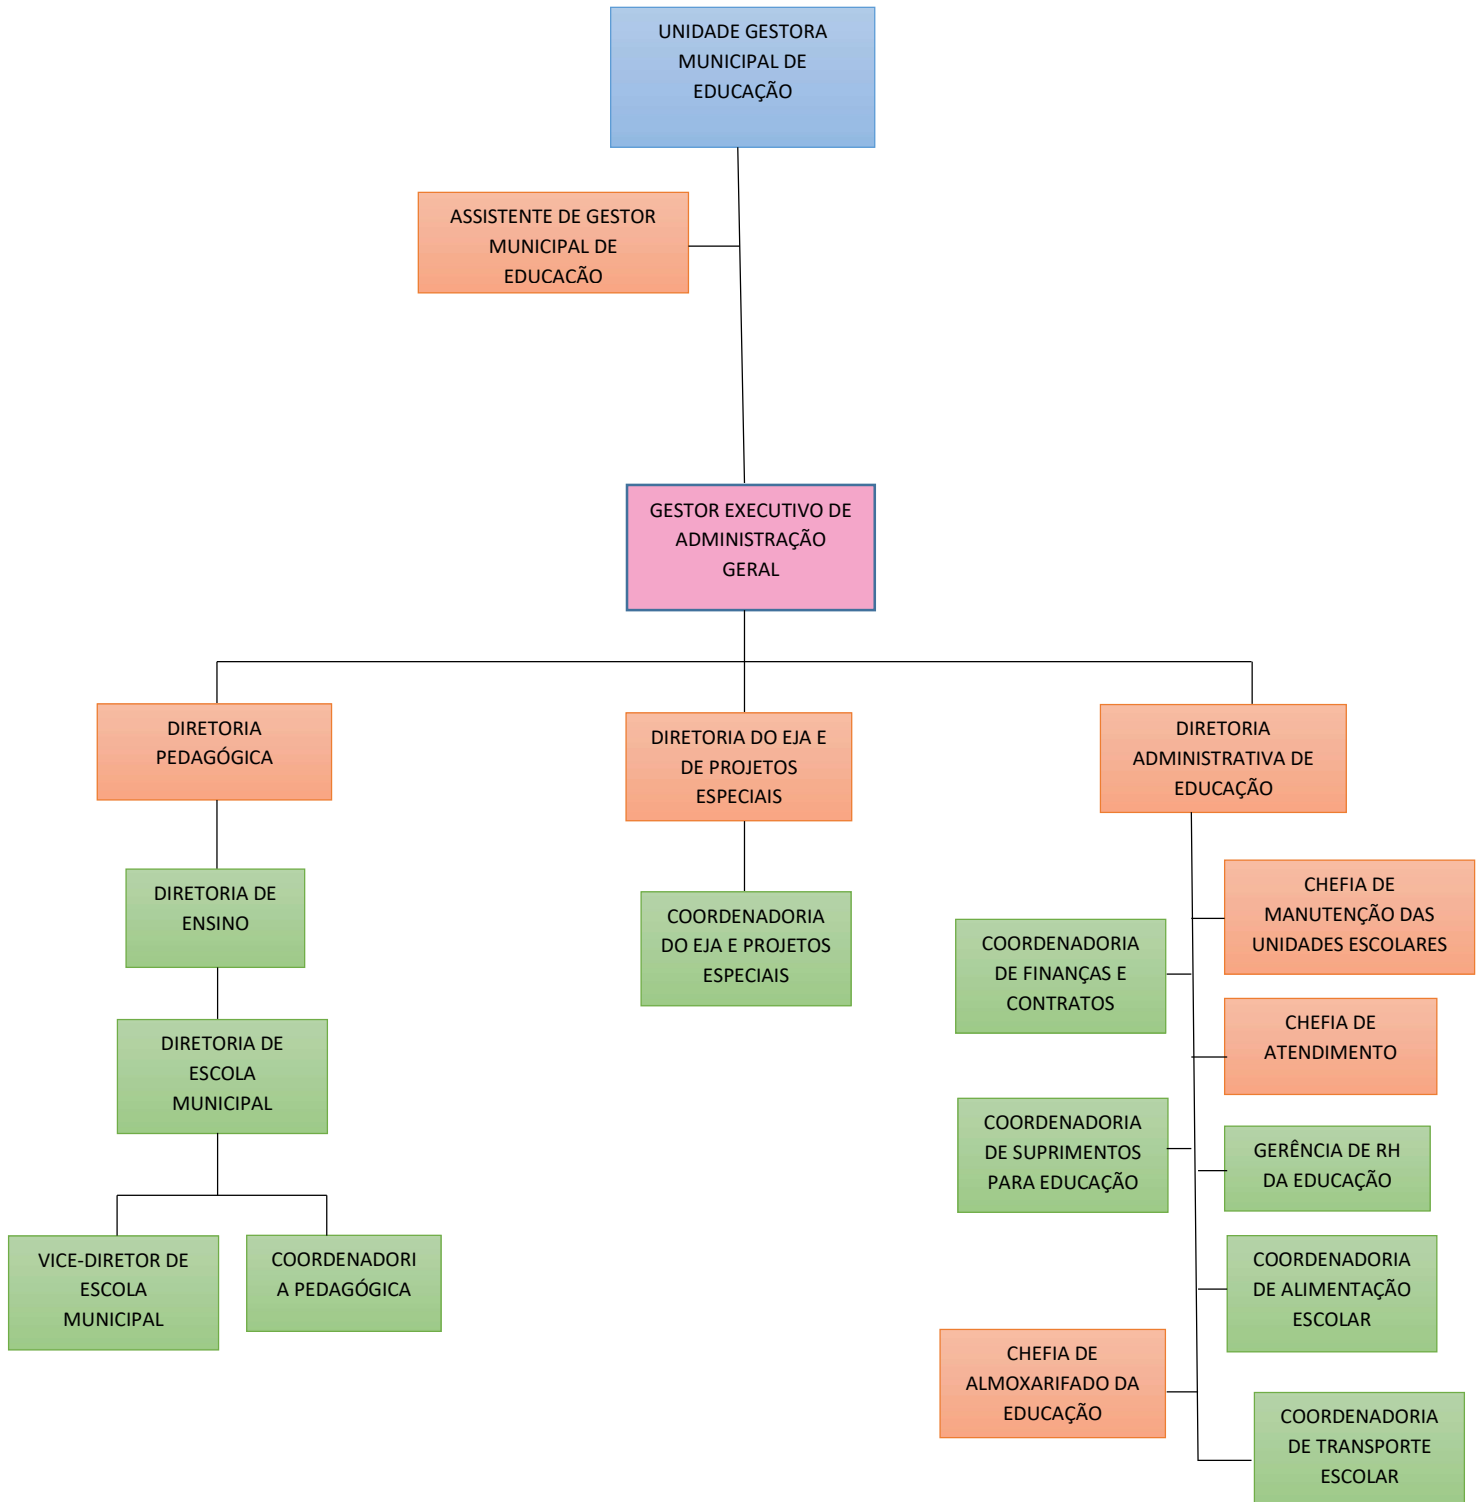 UNIDADE GESTORA
MUNICIPAL DE
EDUCAÇÃO
ASSISTENTE DE GESTOR
MUNICIPAL DE
EDUCACÃO
GESTOR EXECUTIVO DE
ADMINISTRAÇÃO
GERAL
DIRETORIA
PEDAGÓGICA
DIRETORIA DO EJA E
DE PROJETOS
ESPECIAIS
DIRETORIA
ADMINISTRATIVA DE
EDUCAÇÃO
DIRETORIA DE
ENSINO
COORDENADORIA
DO EJA E PROJETOS
ESPECIAIS
CHEFIA DE
MANUTENÇÃO DAS
UNIDADES ESCOLARES
COORDENADORIA
DE FINANÇAS E
CONTRATOS
CHEFIA DE
ATENDIMENTO
DIRETORIA DE
ESCOLA
MUNICIPAL
COORDENADORIA
DE SUPRIMENTOS
PARA EDUCAÇÃO
GERÊNCIA DE RH
DA EDUCAÇÃO
VICE-DIRETOR DE
ESCOLA
MUNICIPAL
COORDENADORI
A PEDAGÓGICA
COORDENADORIA
DE ALIMENTAÇÃO
ESCOLAR
CHEFIA DE
ALMOXARIFADO DA
EDUCAÇÃO
COORDENADORIA
DE TRANSPORTE
ESCOLAR